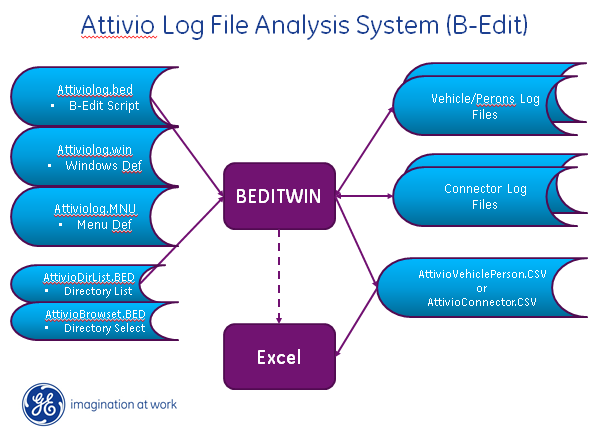 Attivio Log File Analysis System (B-Edit)
Attiviolog.bed
• B-Edit Script
Attiviolog.win
• Windows Def
Attiviolog.MNU
• Menu Def
AttivioDirList.BED
• Directory List
AttivioBrowset.BED
• Directory Select
BEDITWIN
Excel
Vehicle/Perons Log
Files
Connector Log
Files
AttivioVehiclePerson.CSV
or
AttivioConnector.CSV
GE
imagination at work